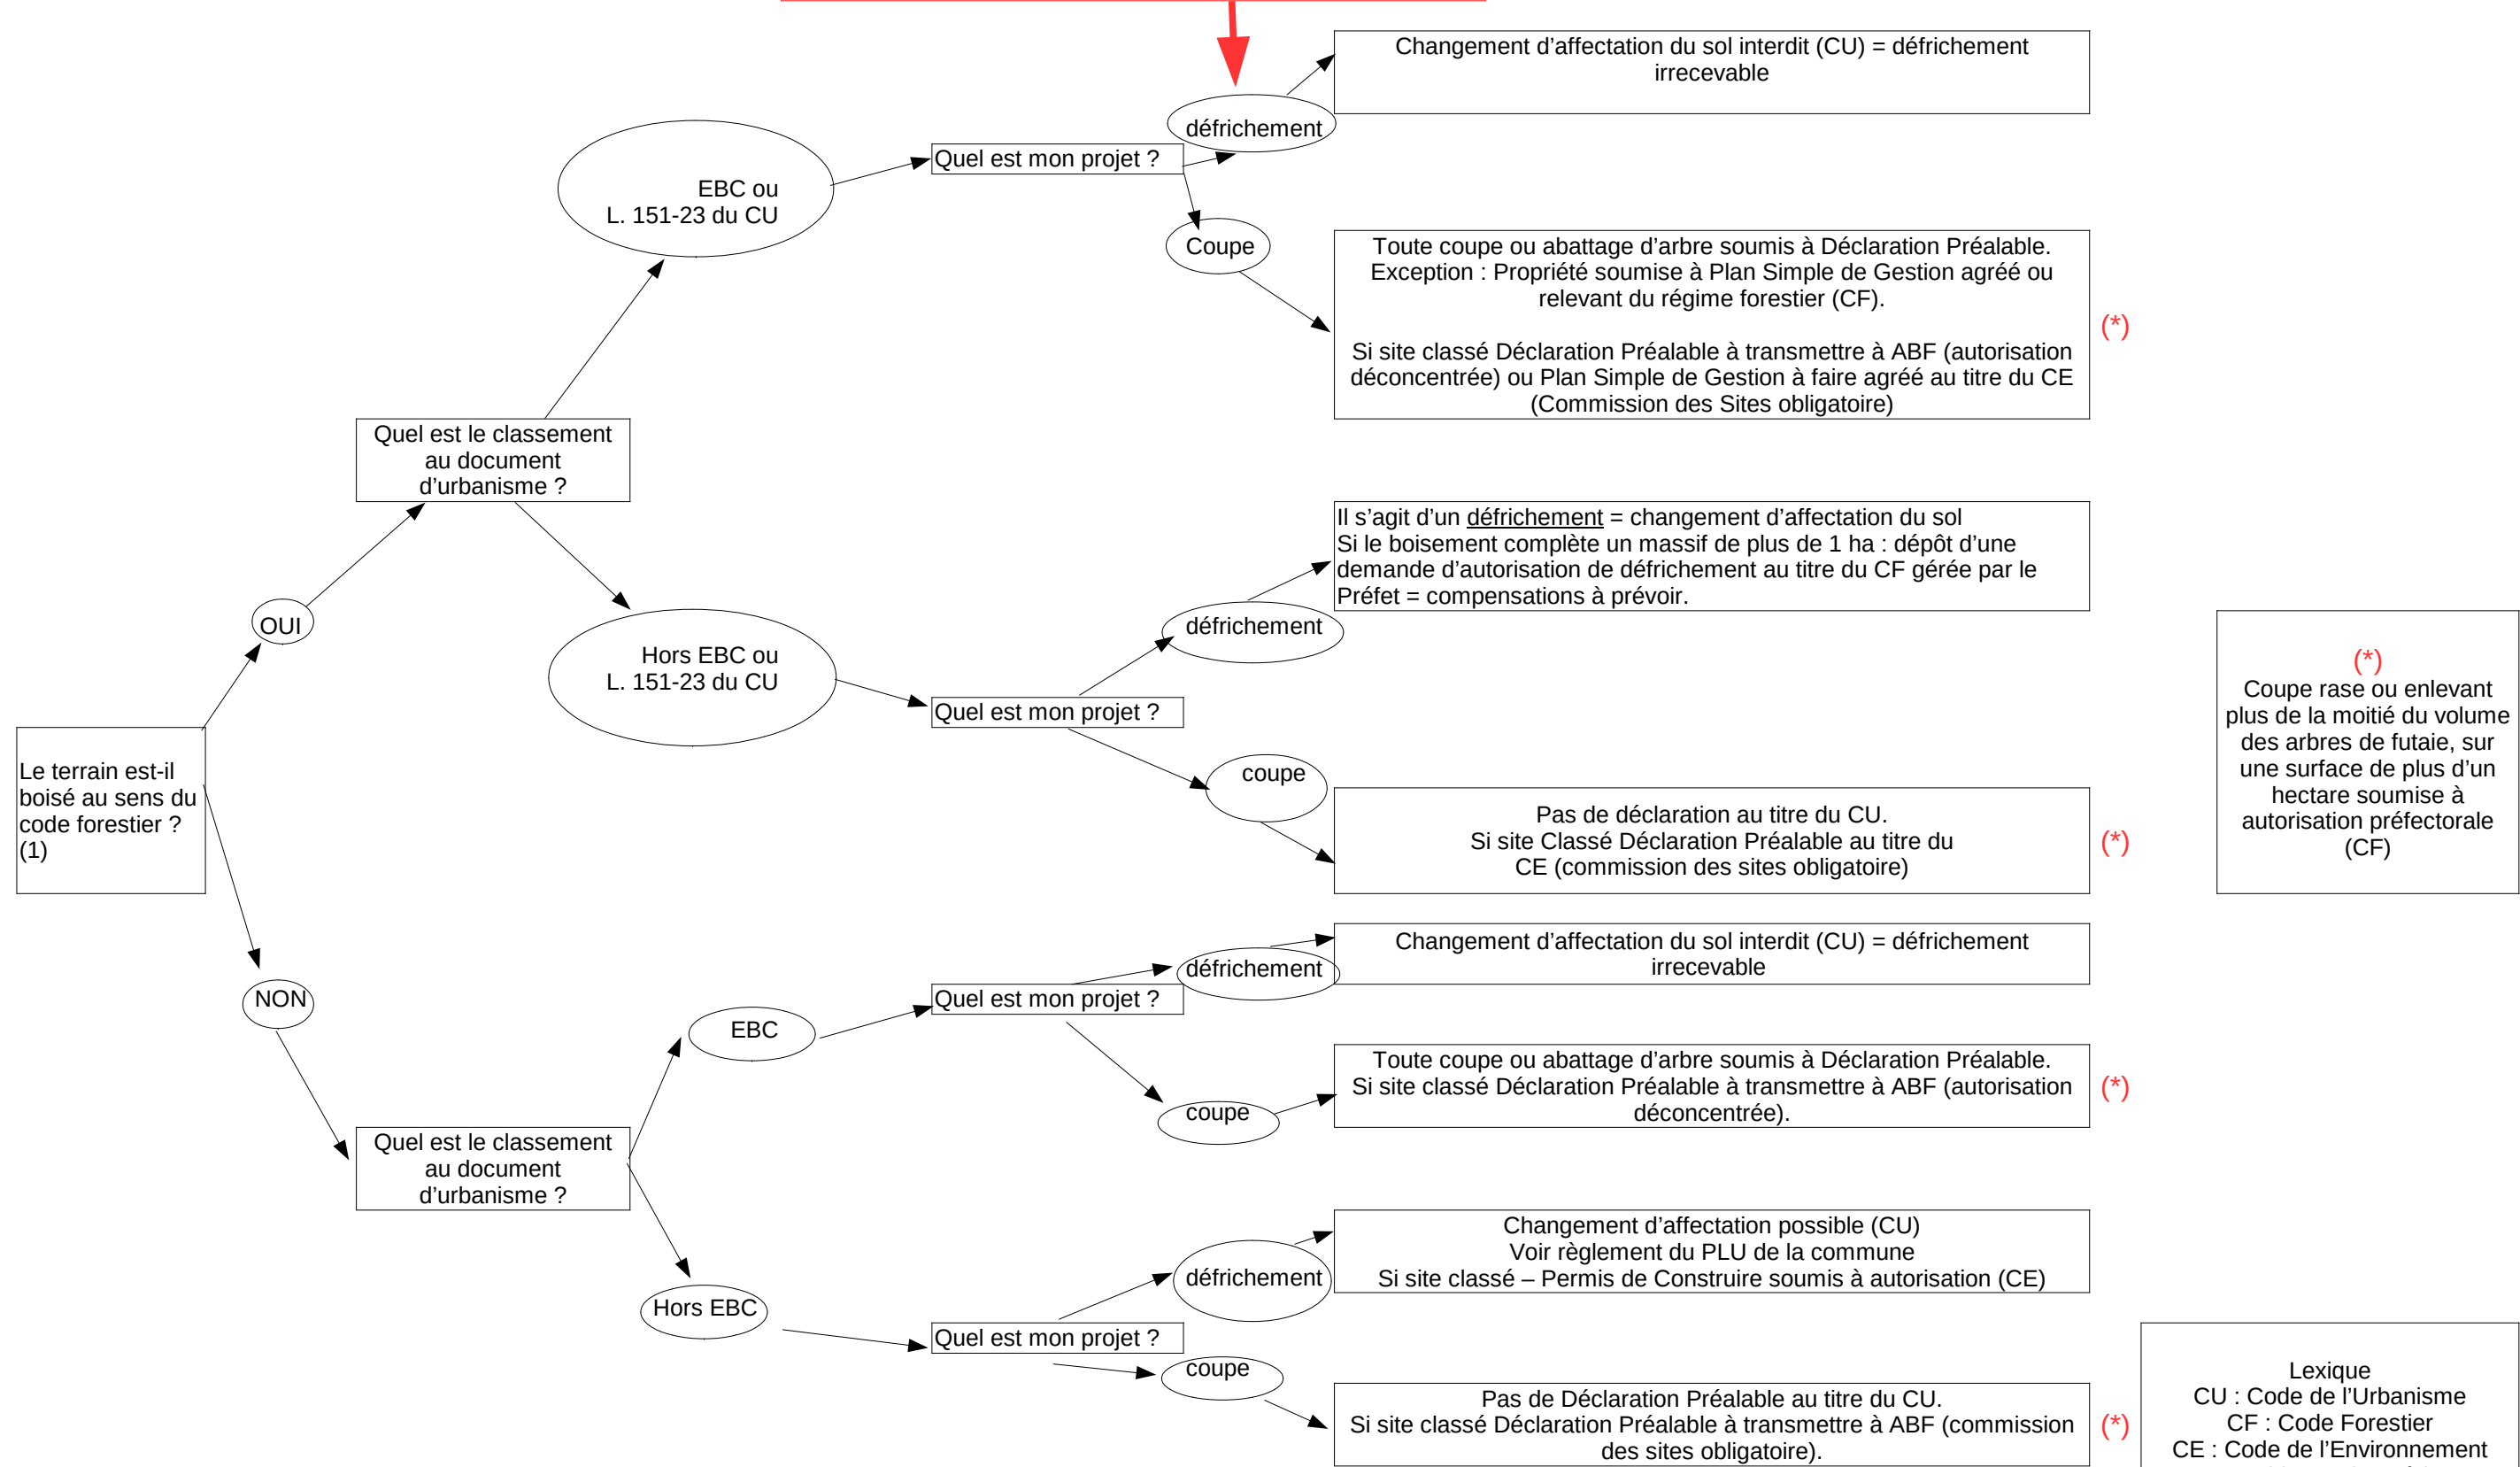 Changement d’affectation du sol interdit (CU) = défrichement
irrecevable
défrichement
Quel est mon projet ?
EBC ou
L. 151-23 du CU
Coupe
Toute coupe ou abattage d’arbre soumis à Déclaration Préalable.
Exception : Propriété soumise à Plan Simple de Gestion agréé ou
relevant du régime forestier (CF).
Si site classé Déclaration Préalable à transmettre à ABF (autorisation
déconcentrée) ou Plan Simple de Gestion à faire agréé au titre du CE
(Commission des Sites obligatoire)
(*)
Quel est le classement
au document
d’urbanisme ?
Il s’agit d’un défrichement = changement d’affectation du sol
Si le boisement complète un massif de plus de 1 ha : dépôt d’une
demande d’autorisation de défrichement au titre du CF gérée par le
Préfet = compensations à prévoir.
OUI
défrichement
Hors EBC ou
L. 151-23 du CU
Quel est mon projet ?
(*)
Coupe rase ou enlevant
plus de la moitié du volume
des arbres de futaie, sur
une surface de plus d’un
hectare soumise à
autorisation préfectorale
(CF)
Le terrain est-il
boisé au sens du
code forestier ?
(1)
coupe
Pas de déclaration au titre du CU.
Si site Classé Déclaration Préalable au titre du
CE (commission des sites obligatoire)
(*)
Changement d’affectation du sol interdit (CU) = défrichement
irrecevable
défrichement
NON
Quel est mon projet ?
EBC
Toute coupe ou abattage d’arbre soumis à Déclaration Préalable.
Si site classé Déclaration Préalable à transmettre à ABF (autorisation
déconcentrée).
(*)
coupe
Quel est le classement
au document
d’urbanisme ?
Changement d’affectation possible (CU)
Voir règlement du PLU de la commune
Si site classé – Permis de Construire soumis à autorisation (CE)
défrichement
Hors EBC
Quel est mon projet ?
coupe
Pas de Déclaration Préalable au titre du CU.
Si site classé Déclaration Préalable à transmettre à ABF (commission
des sites obligatoire).
(*)
Lexique
CU : Code de l’Urbanisme
CF : Code Forestier
CE : Code de l’Environnement